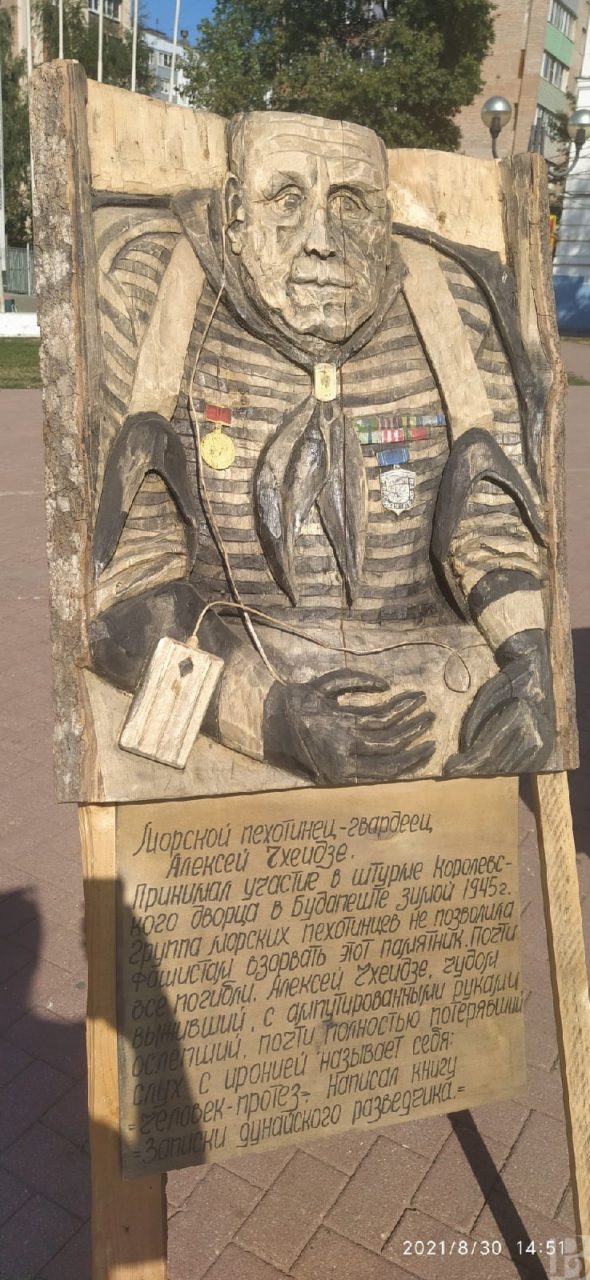 Морской пехотинец-гвардеец
Алексей Чхеидзе.
Принимал участие в штурме Королевс-
кого дворца в Будапеште зимой 1945г.
Группа морских пехотинцев не позволила
фашистам взорвать этот памятник. Почти
все погибли. Алексей Чхеидзе, чудом
выживший, с ампутированными руками,
ослепший, почти полностью потерявший
слух с иронией называет себя:
=Человек-протез=. Написал книгу
=Записки дунайского разведчика.=
2021/8/30 14:51